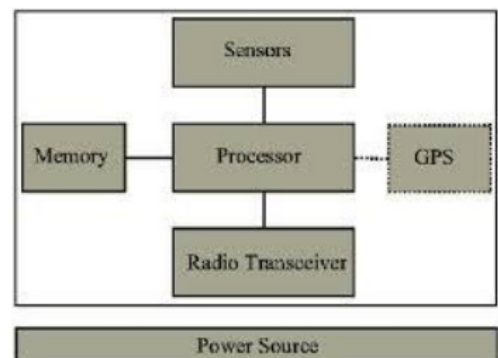 Sensors
Memory
Processor
GPS
Radio Transceiver
Power Source